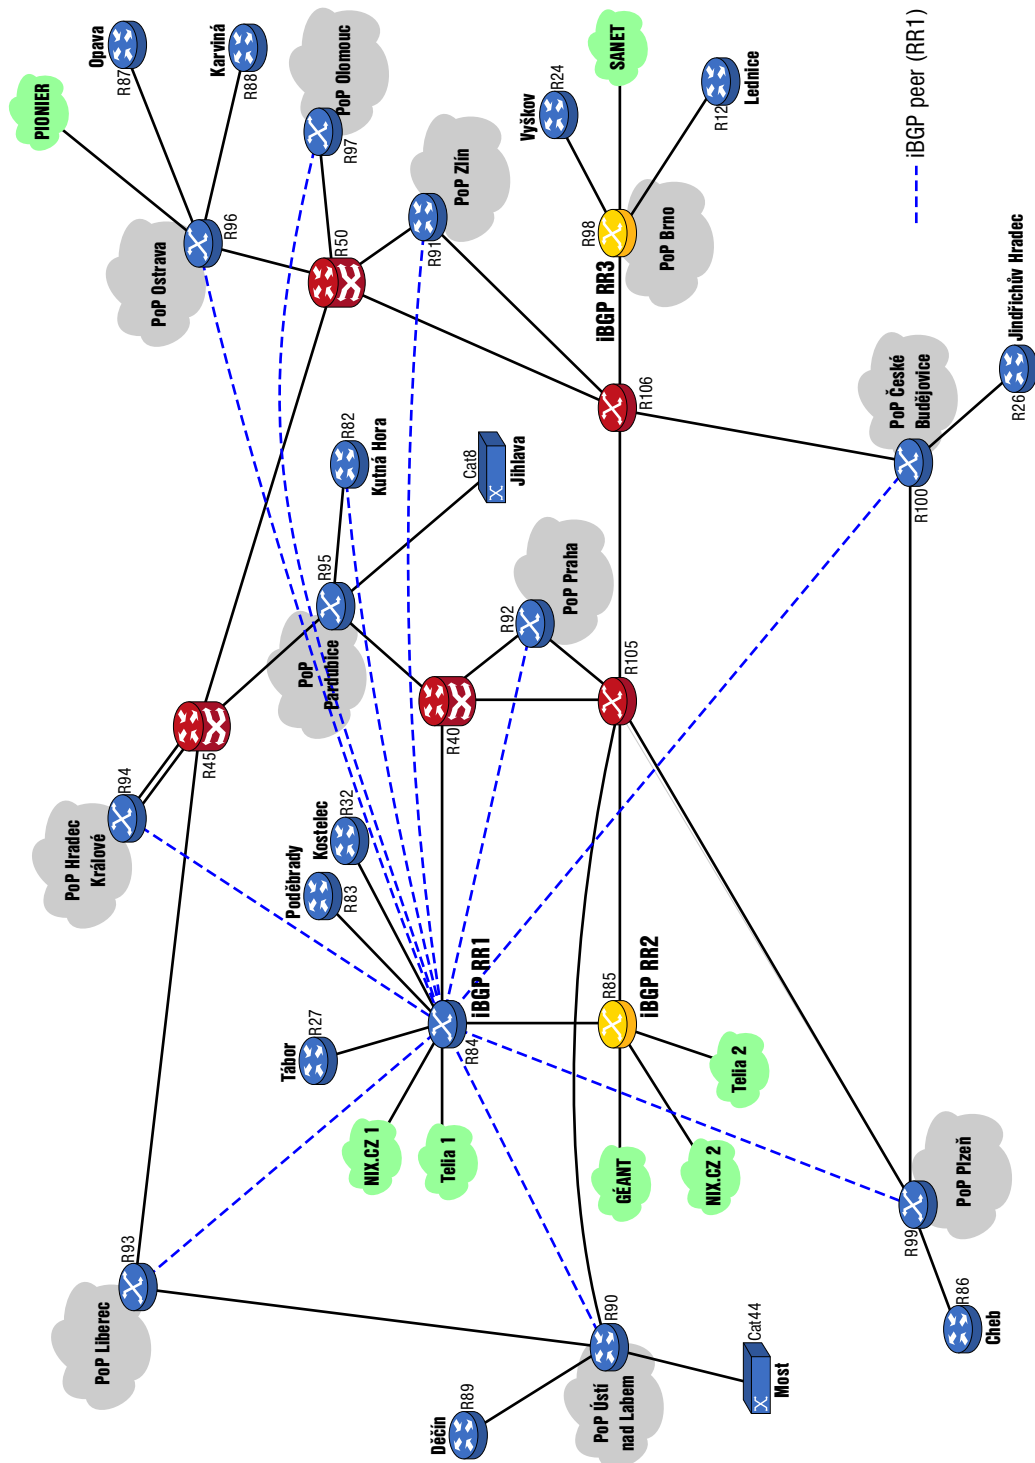 PIONIER
Opava
R87
Karviná
R88
PoP Olomouc
R97
PoP Ostrava
R96
R50
PoP Zlín
R91
Vyškov
R24
SANET
R12
Lednice
R98
PoP Brno
iBGP RR3
iBGP peer (RR1)
R106
Jindřichův Hradec
R26
PoP České
Budějovice
R100
R82
Kutná Hora
Cat8
Jihlava
R95
PoP
Pardubice
R92
PoP Praha
R105
R40
R45
R94
PoP Hradec
Králové
R32
Kostelec
Poděbrady
R83
R27
Tábor
iBGP RR1
R84
R85
iBGP RR2
NIX.CZ 1
Telia 1
GÉANT
NIX.CZ 2
Telia 2
R93
PoP Liberec
R90
PoP Ústí
nad Labem
R89
Děčín
Cat44
Most
PoP Plzeň
R99
R86
Cheb